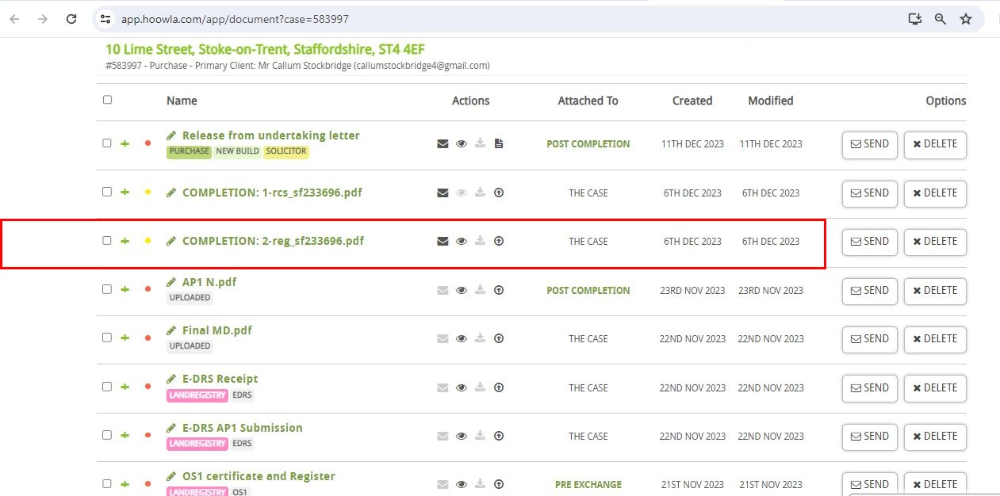 app.hoowla.com/app/document?case=583997
10 Lime Street, Stoke-on-Trent, Staffordshire, ST4 4EF
#583997 - Purchase - Primary Client: Mr Callum Stockbridge (callumstockbridge4@gmail.com)
Name Actions Attached To Created Modified Options
Release from undertaking letter
PURCHASE NEW BUILD SOLICITOR
POST COMPLETION 11TH DEC 2023 11TH DEC 2023 SEND DELETE
COMPLETION: 1-rcs_sf233696.pdf THE CASE 6TH DEC 2023 6TH DEC 2023 SEND DELETE
COMPLETION: 2-reg_sf233696.pdf THE CASE 6TH DEC 2023 6TH DEC 2023 SEND DELETE
AP1 N.pdf
UPLOADED
POST COMPLETION 23RD NOV 2023 23RD NOV 2023 SEND DELETE
Final MD.pdf
UPLOADED
THE CASE 22ND NOV 2023 22ND NOV 2023 SEND DELETE
E-DRS Receipt
LANDREGISTRY EDRS
THE CASE 22ND NOV 2023 22ND NOV 2023 SEND DELETE
E-DRS AP1 Submission
LANDREGISTRY EDRS
THE CASE 22ND NOV 2023 22ND NOV 2023 SEND DELETE
OS1 certificate and Register
LANDREGISTRY OS1
PRE EXCHANGE 21ST NOV 2023 21ST NOV 2023 SEND DELETE